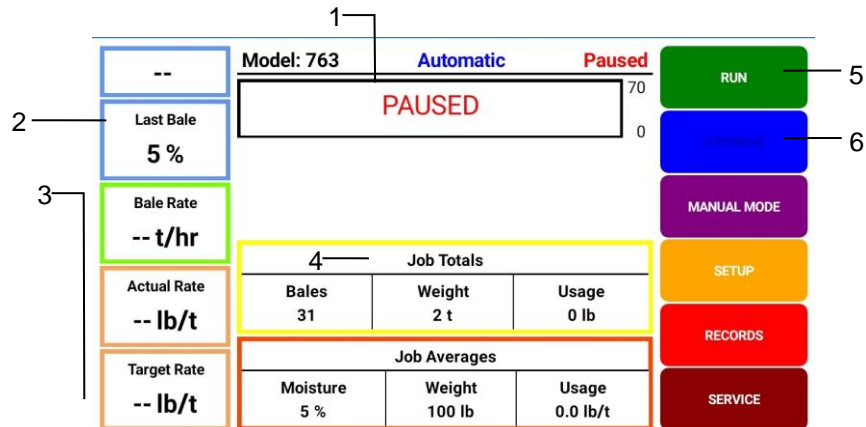 1
Model: 763 Automatic Paused
PAUSED
70
0
--
Last Bale
5 %
2
Bale Rate
-- t/hr
3
Actual Rate
-- lb/t
Target Rate
-- lb/t
4
Job Totals
Bales Weight Usage
31 2 t 0 lb
Job Averages
Moisture Weight Usage
5 % 100 lb 0.0 lb/t
RUN
5
6
MANUAL MODE
SETUP
RECORDS
SERVICE